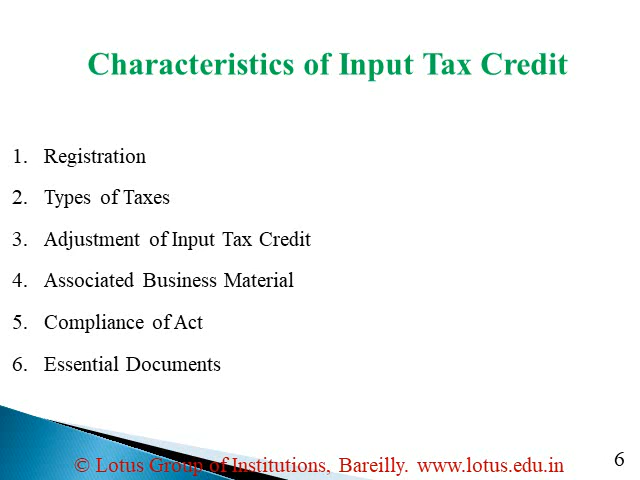 Characteristics of Input Tax Credit
1. Registration
2. Types of Taxes
3. Adjustment of Input Tax Credit
4. Associated Business Material
5. Compliance of Act
6. Essential Documents
© Lotus Group of Institutions, Bareilly. www.lotus.edu.in
6